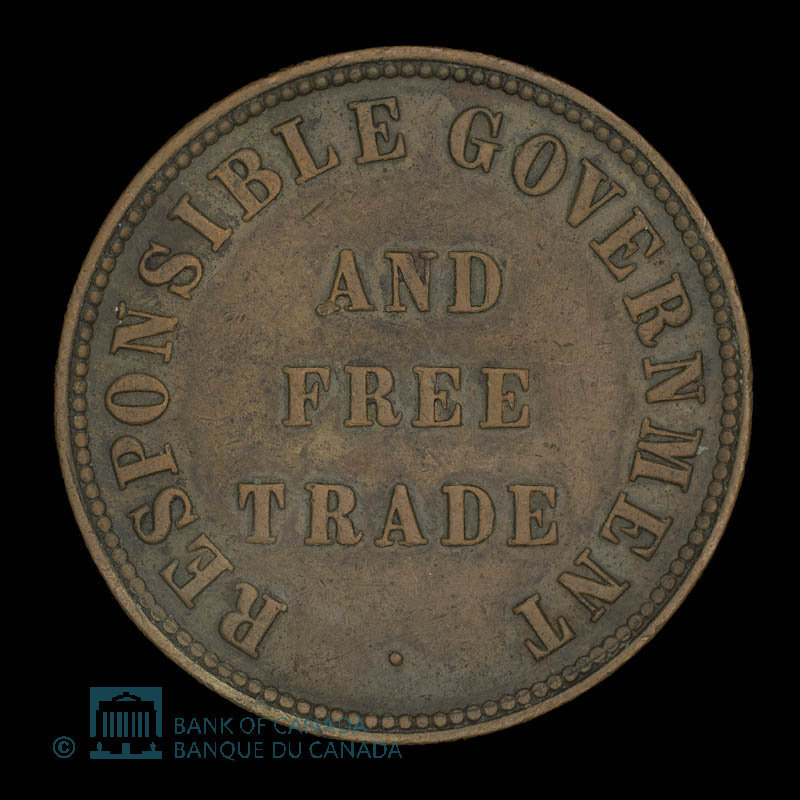 RESPONSIBLE GOVERNMENT
AND
FREE
TRADE
© BANK OF CANADA
BANQUE DU CANADA